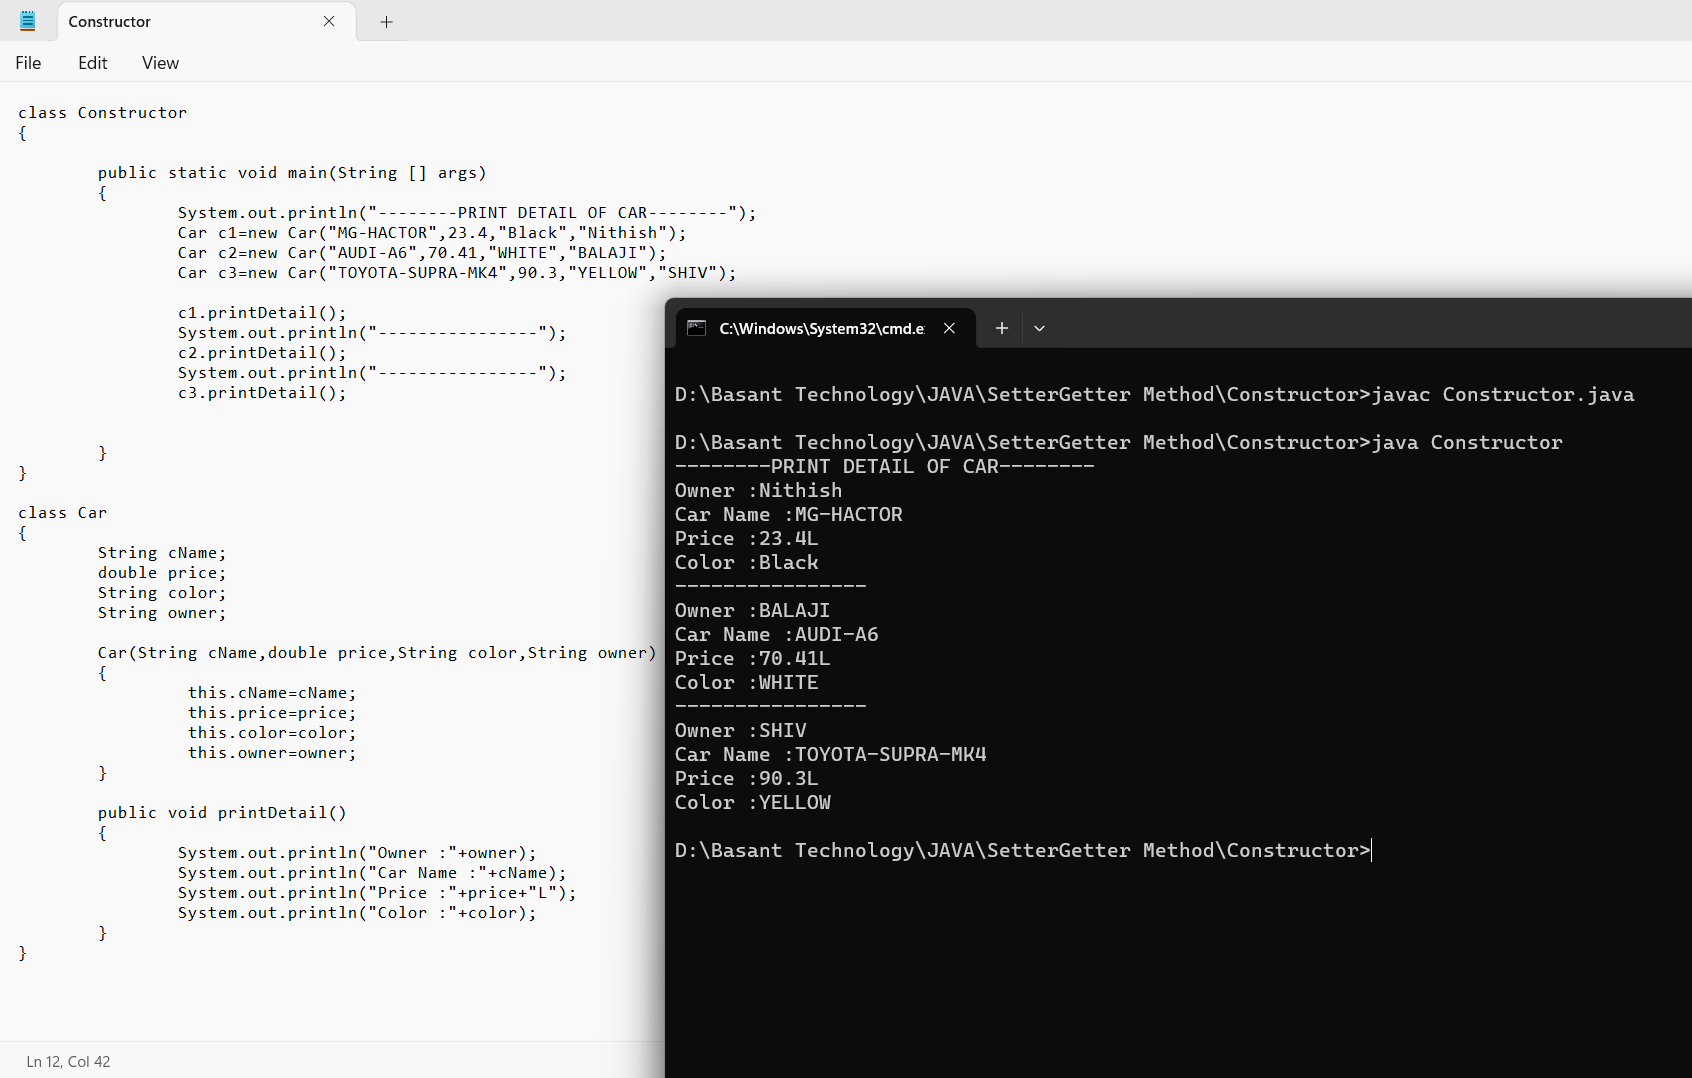 Constructor
File Edit View
class Constructor
{
public static void main(String [] args)
{
System.out.println("--------PRINT DETAIL OF CAR--------");
Car c1=new Car("MG-HACTOR",23.4,"Black","Nithish");
Car c2=new Car("AUDI-A6",70.41,"WHITE","BALAJI");
Car c3=new Car("TOYOTA-SUPRA-MK4",90.3,"YELLOW","SHIV");
c1.printDetail();
System.out.println("----------------");
c2.printDetail();
System.out.println("----------------");
c3.printDetail();
}
}
class Car
{
String cName;
double price;
String color;
String owner;
Car(String cName,double price,String color,String owner)
{
this.cName=cName;
this.price=price;
this.color=color;
this.owner=owner;
}
public void printDetail()
{
System.out.println("Owner :"+owner);
System.out.println("Car Name :"+cName);
System.out.println("Price :"+price+"L");
System.out.println("Color :"+color);
}
}
Ln 12, Col 42
C:\Windows\System32\cmd.e
D:\Basant Technology\JAVA\SetterGetter Method\Constructor>javac Constructor.java
D:\Basant Technology\JAVA\SetterGetter Method\Constructor>java Constructor
--------PRINT DETAIL OF CAR--------
Owner :Nithish
Car Name :MG-HACTOR
Price :23.4L
Color :Black
----------------
Owner :BALAJI
Car Name :AUDI-A6
Price :70.41L
Color :WHITE
----------------
Owner :SHIV
Car Name :TOYOTA-SUPRA-MK4
Price :90.3L
Color :YELLOW
D:\Basant Technology\JAVA\SetterGetter Method\Constructor>